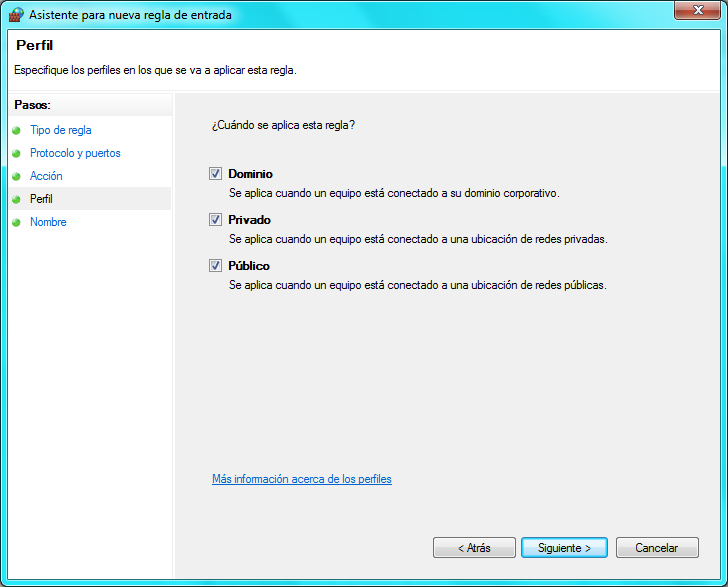 Asistente para nueva regla de entrada
Perfil
Especifique los perfiles en los que se va a aplicar esta regla.
Pasos:
Tipo de regla
Protocolo y puertos
Acción
Perfil
Nombre
¿Cuándo se aplica esta regla?
Dominio
Se aplica cuando un equipo está conectado a su dominio corporativo.
Privado
Se aplica cuando un equipo está conectado a una ubicación de redes privadas.
Público
Se aplica cuando un equipo está conectado a una ubicación de redes públicas.
Más información acerca de los perfiles
< Atrás
Siguiente >
Cancelar